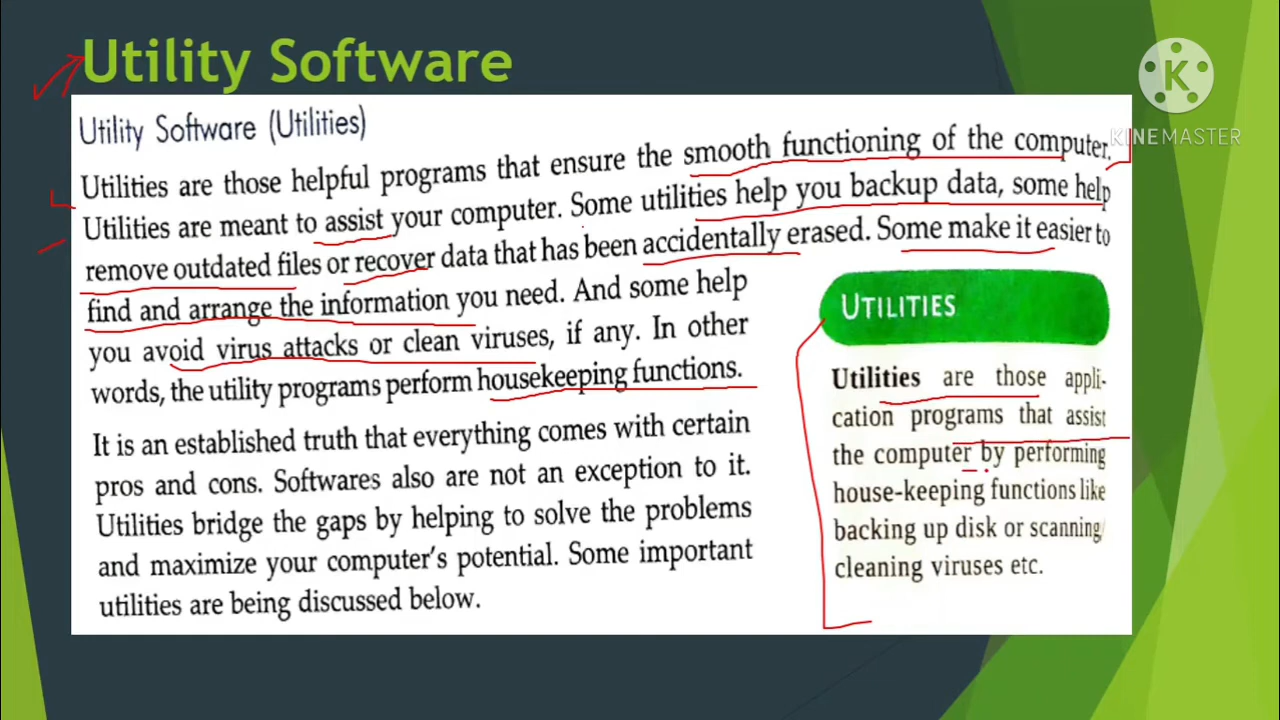 Utility Software
K
KINEMASTER
Utility Software (Utilities)
Utilities are those helpful programs that ensure the smooth functioning of the computer.
Utilities are meant to assist your computer. Some utilities help you backup data, some help
remove outdated files or recover data that has been accidentally erased. Some make it easier to
find and arrange the information you need. And some help
you avoid virus attacks or clean viruses, if any. In other
words, the utility programs perform housekeeping functions.
It is an established truth that everything comes with certain
pros and cons. Softwares also are not an exception to it.
Utilities bridge the gaps by helping to solve the problems
and maximize your computer's potential. Some important
utilities are being discussed below.
UTILITIES
Utilities are those appli-
cation programs that assist
the computer by performing
house-keeping functions like
backing up disk or scanning/
cleaning viruses etc.